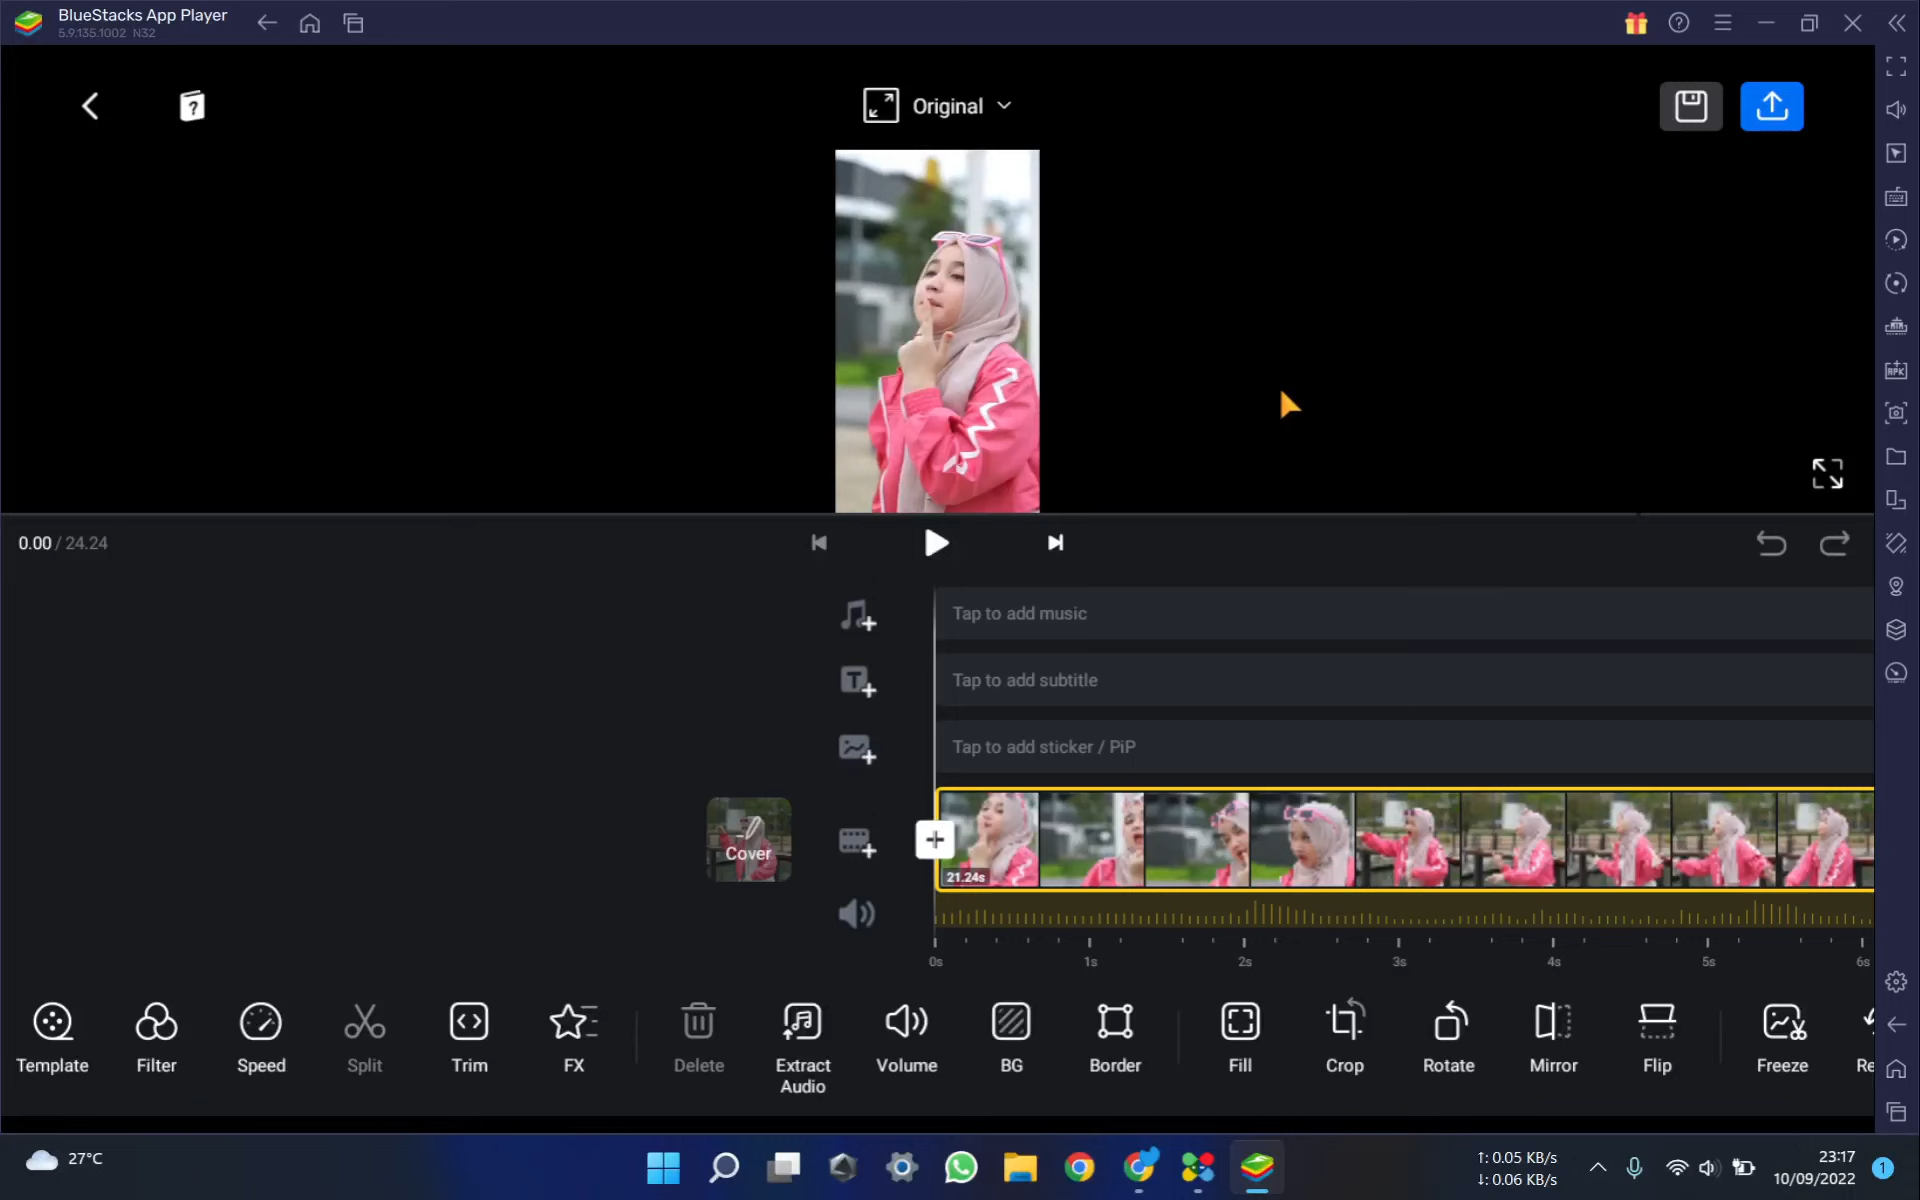 BlueStacks App Player
5.9.135.1002 N32
Original
0.00 / 24.24
Tap to add music
Tap to add subtitle
Tap to add sticker / PiP
Cover
21.24s
0s 1s 2s 3s 4s 5s 6s
Template Filter Speed Split Trim FX Delete Extract Audio Volume BG Border Fill Crop Rotate Mirror Flip Freeze Re
27°C
↑: 0.05 KB/s
↓: 0.06 KB/s
23:17
10/09/2022
1